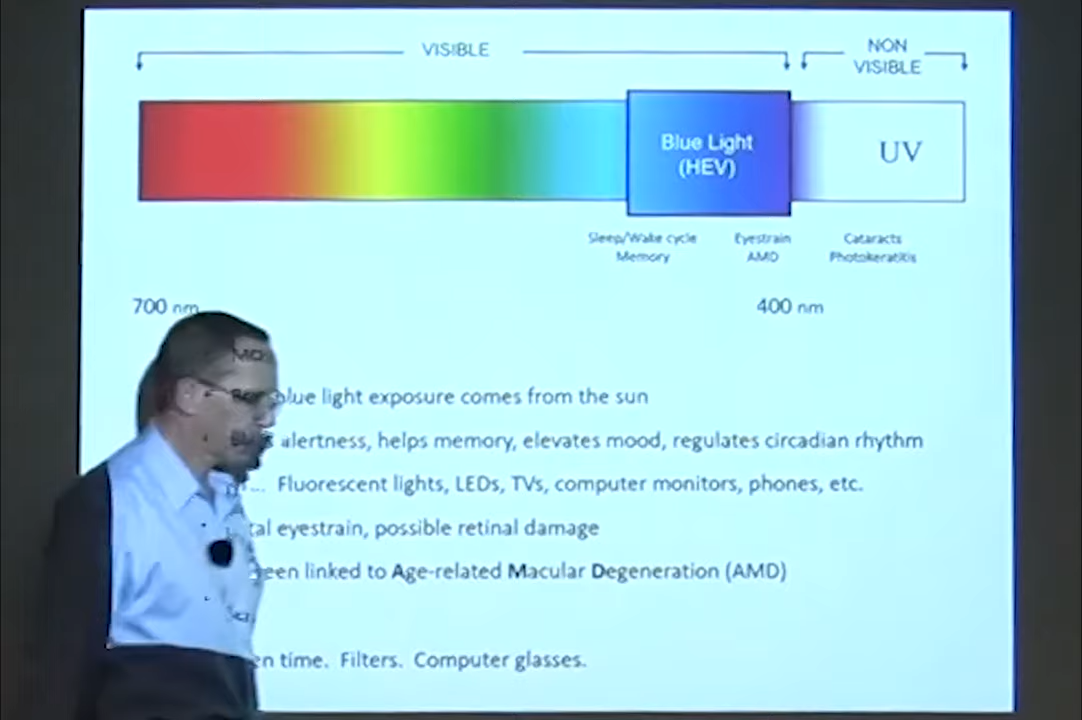 VISIBLE
NON
VISIBLE
Blue Light
(HEV)
UV
Sleep/Wake cycle
Memory
Eyestrain
AMD
Cataracts
Photokeratitis
700 nm
400 nm
blue light exposure comes from the sun
alertness, helps memory, elevates mood, regulates circadian rhythm
... Fluorescent lights, LEDs, TVs, computer monitors, phones, etc.
eyestrain, possible retinal damage
linked to Age-related Macular Degeneration (AMD)
time. Filters. Computer glasses.